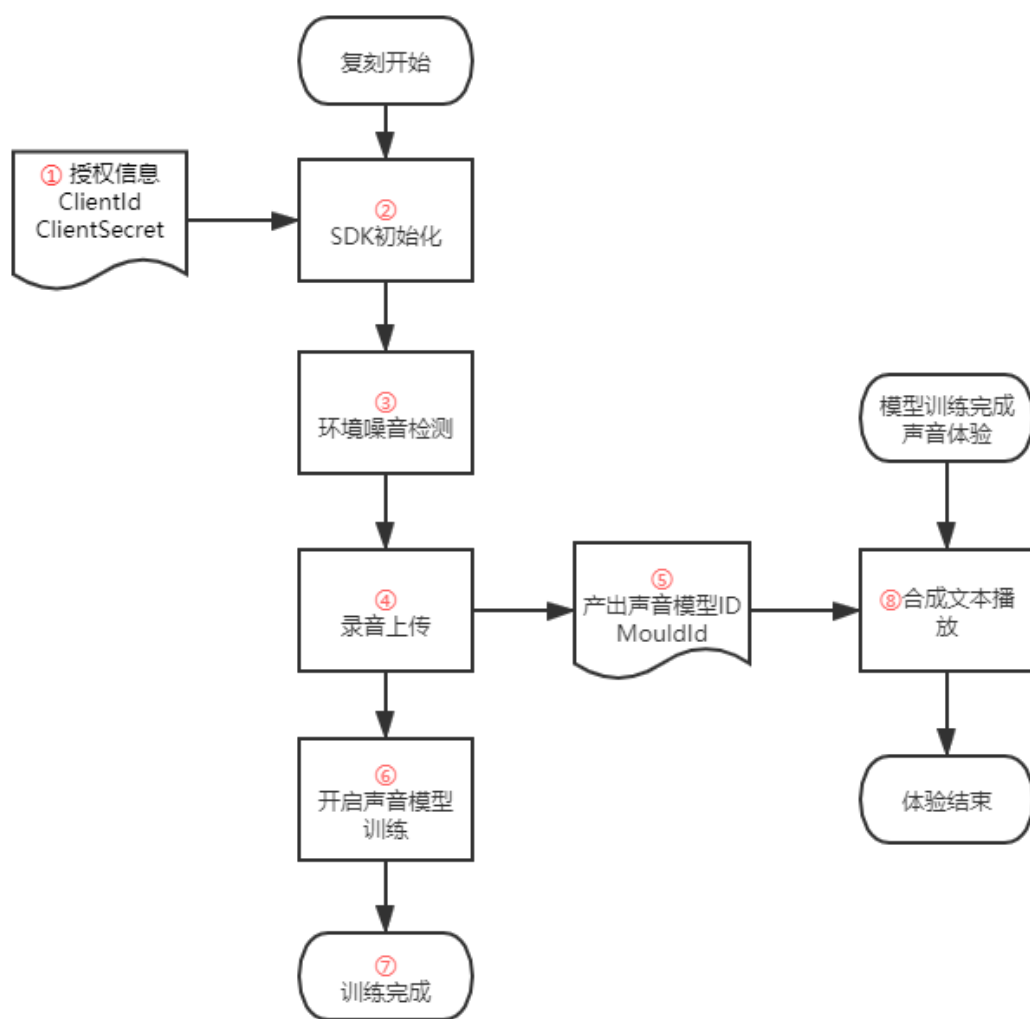 复刻开始
① 授权信息
ClientId
ClientSecret
②
SDK初始化
③
环境噪音检测
模型训练完成
声音体验
④
录音上传
⑤
产出声音模型ID
MouldId
⑧合成文本播
放
⑥
开启声音模型
训练
体验结束
⑦
训练完成